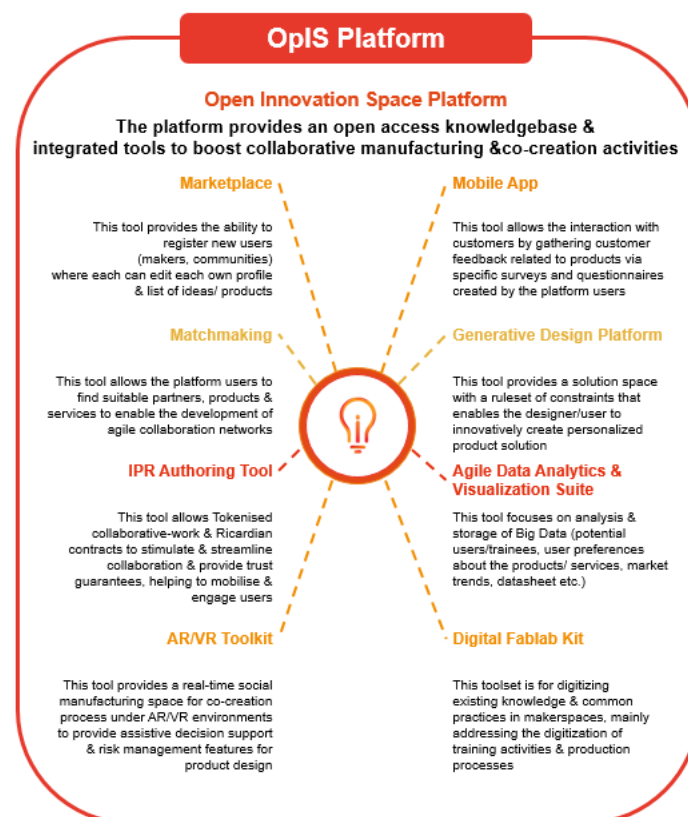 OpIS Platform
Open Innovation Space Platform
The platform provides an open access knowledgebase &
integrated tools to boost collaborative manufacturing &co-creation activities
Marketplace
This tool provides the ability to
register new users
(makers, communities)
where each can edit each own profile
& list of ideas/ products
Mobile App
This tool allows the interaction with
customers by gathering customer
feedback related to products via
specific surveys and questionnaires
created by the platform users
Matchmaking
This tool allows the platform users to
find suitable partners, products &
services to enable the development of
agile collaboration networks
Generative Design Platform
This tool provides a solution space
with a ruleset of constraints that
enables the designer/user to
innovatively create personalized
product solution
IPR Authoring Tool
This tool allows Tokenised
collaborative-work & Ricardian
contracts to stimulate & streamline
collaboration & provide trust
guarantees, helping to mobilise &
engage users
Agile Data Analytics &
Visualization Suite
This tool focuses on analysis &
storage of Big Data (potential
users/trainees, user preferences
about the products/ services, market
trends, datasheet etc.)
AR/VR Toolkit
This tool provides a real-time social
manufacturing space for co-creation
process under AR/VR environments
to provide assistive decision support
& risk management features for
product design
Digital Fablab Kit
This toolset is for digitizing
existing knowledge & common
practices in makerspaces, mainly
addressing the digitization of
training activities & production
processes